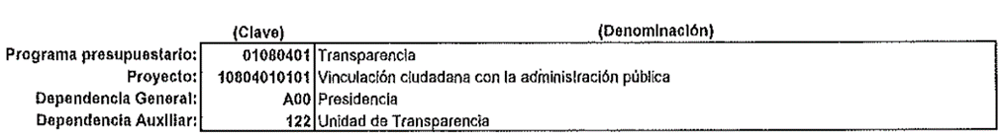 (Clave) (Denominación)
Programa presupuestario: 01080401 Transparencia
Proyecto: 10804010101 Vinculación ciudadana con la administración pública
Dependencia General: A00 Presidencia
Dependencia Auxiliar: 122 Unidad de Transparencia